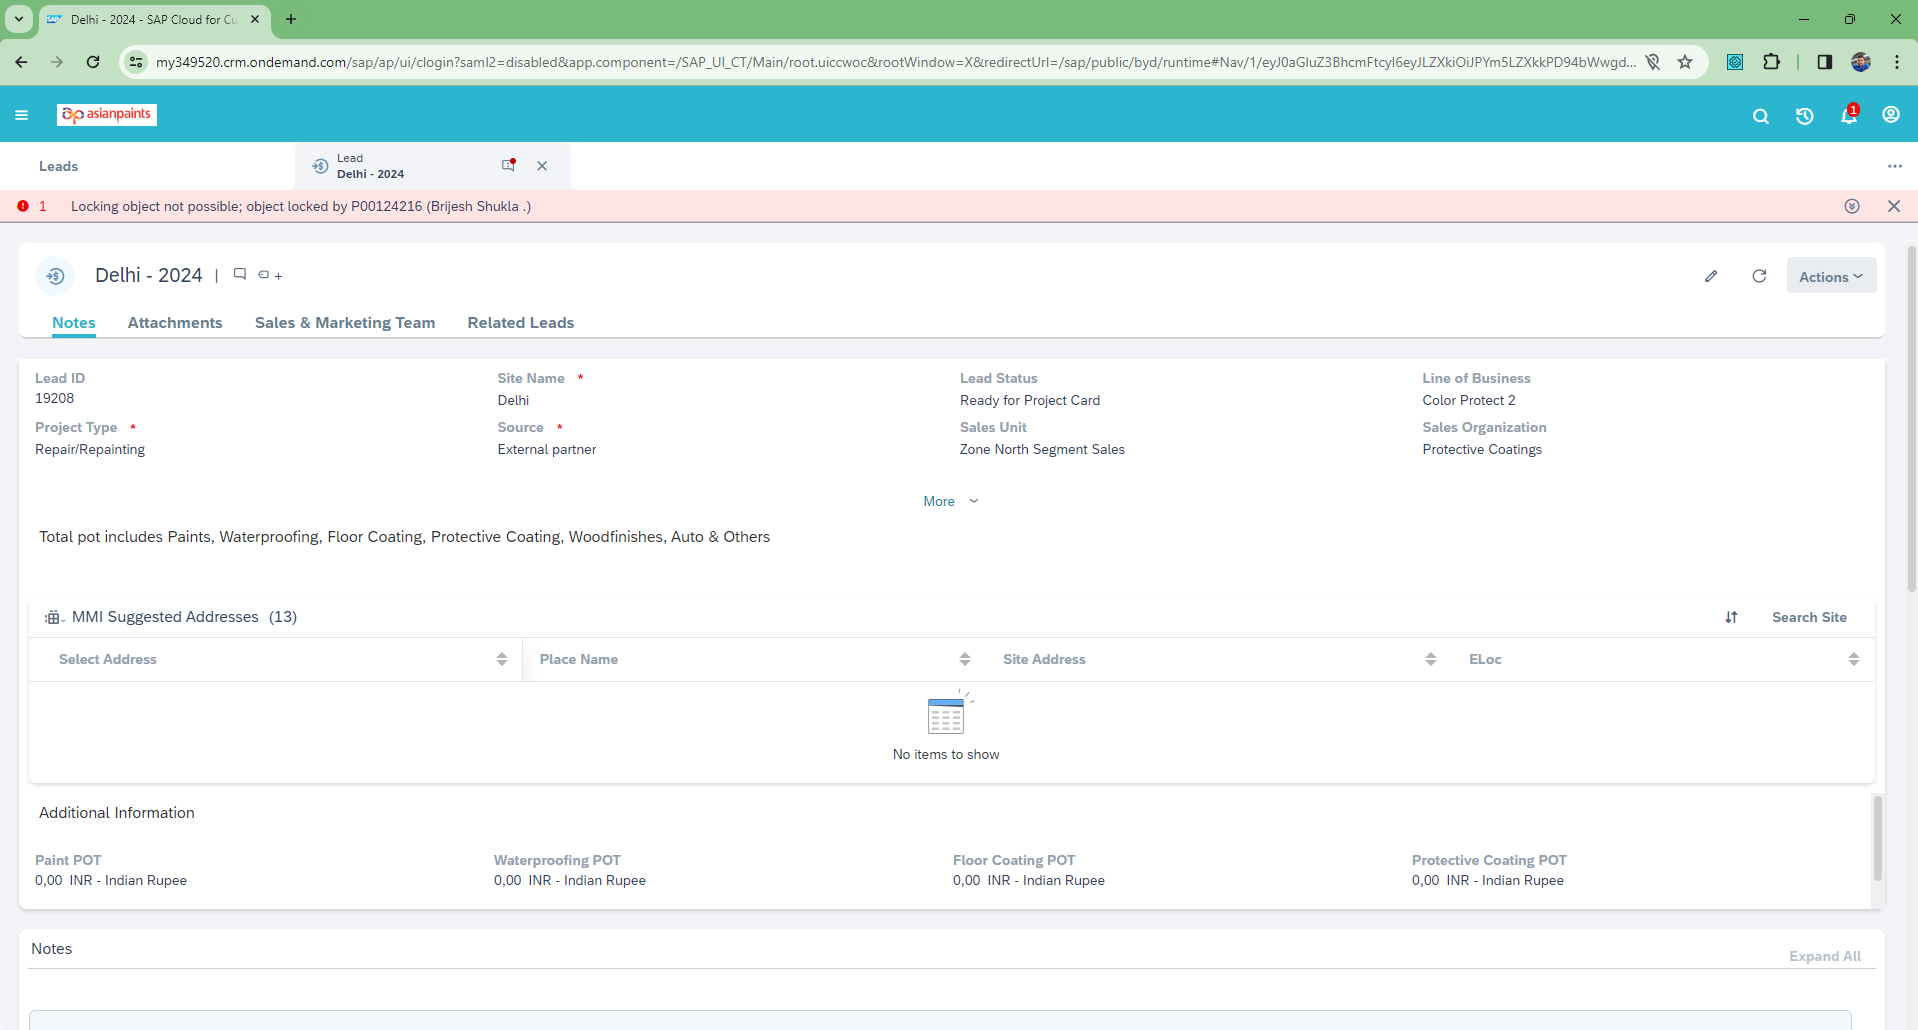 Delhi - 2024 - SAP Cloud for Cu
my349520.crm.ondemand.com/sap/ap/ui/clogin?saml2=disabled&app.component=/SAP_UI_CT/Main/root.uiccwoc&rootWindow=X&redirectUrl=/sap/public/byd/runtime#Nav/1/eyJ0aGluZ3BhcmFtcyI6eyJLZXkiOiJPYm5LZXkkPD94bWwgd...
asianpaints
1
Leads
Lead
Delhi - 2024
1 Locking object not possible; object locked by P00124216 (Brijesh Shukla .)
Delhi - 2024 |
Actions
Notes Attachments Sales & Marketing Team Related Leads
Lead ID Site Name * Lead Status Line of Business
19208 Delhi Ready for Project Card Color Protect 2
Project Type * Source * Sales Unit Sales Organization
Repair/Repainting External partner Zone North Segment Sales Protective Coatings
More
Total pot includes Paints, Waterproofing, Floor Coating, Protective Coating, Woodfinishes, Auto & Others
MMI Suggested Addresses (13) Search Site
Select Address Place Name Site Address ELoc
No items to show
Additional Information
Paint POT Waterproofing POT Floor Coating POT Protective Coating POT
0,00 INR - Indian Rupee 0,00 INR - Indian Rupee 0,00 INR - Indian Rupee 0,00 INR - Indian Rupee
Notes
Expand All